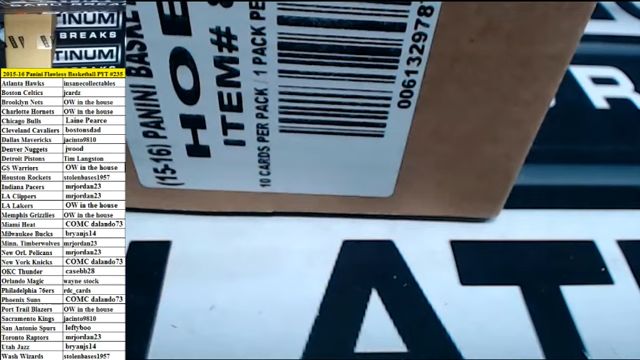 TINUM
BREAKS
TINUM
2015-16 Panini Flawless Basketball PYT #235
Atlanta Hawks insanecollectables
Boston Celtics jcardz
Brooklyn Nets OW in the house
Charlotte Hornets OW in the house
Chicago Bulls Laine Pearce
Cleveland Cavaliers bostonsdad
Dallas Mavericks jacinto9810
Denver Nuggets jwood
Detroit Pistons Tim Langston
GS Warriors OW in the house
Houston Rockets stolenbases1957
Indiana Pacers mrjordan23
LA Clippers mrjordan23
LA Lakers OW in the house
Memphis Grizzlies OW in the house
Miami Heat COMC dalando73
Milwaukee Bucks bryanjs14
Minn. Timberwolves mrjordan23
New Orl. Pelicans mrjordan23
New York Knicks COMC dalando73
OKC Thunder casebb28
Orlando Magic wayne stock
Philadelphia 76ers rdc_cards
Phoenix Suns COMC dalando73
Port Trail Blazers OW in the house
Sacramento Kings jacinto9810
San Antonio Spurs leftyboo
Toronto Raptors mrjordan23
Utah Jazz bryanjs14
Wash Wizards stolenbases1957
(15-16) PANINI BASKET
HOB
ITEM#
10 CARDS PER PACK 1 PACK PE
00613297
R
LAT